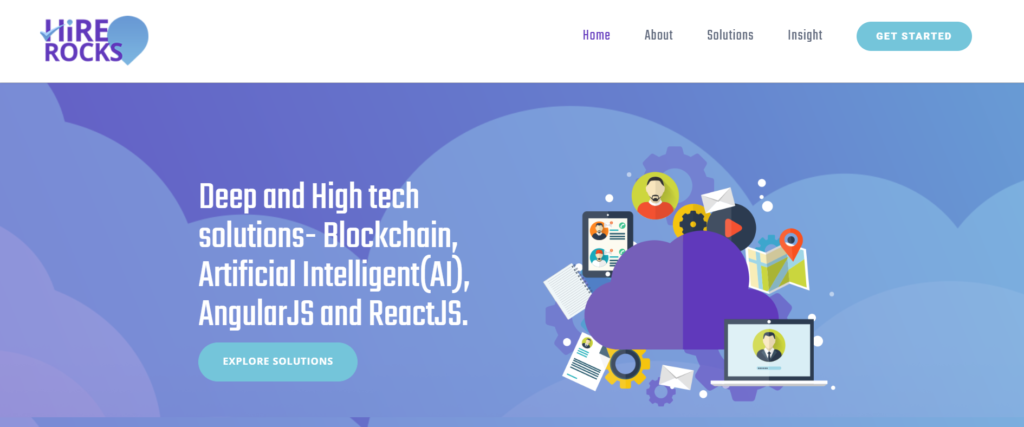 HiRE
ROCKS
Home About Solutions Insight GET STARTED
Deep and High tech
solutions- Blockchain,
Artificial Intelligent(AI),
AngularJS and ReactJS.
EXPLORE SOLUTIONS